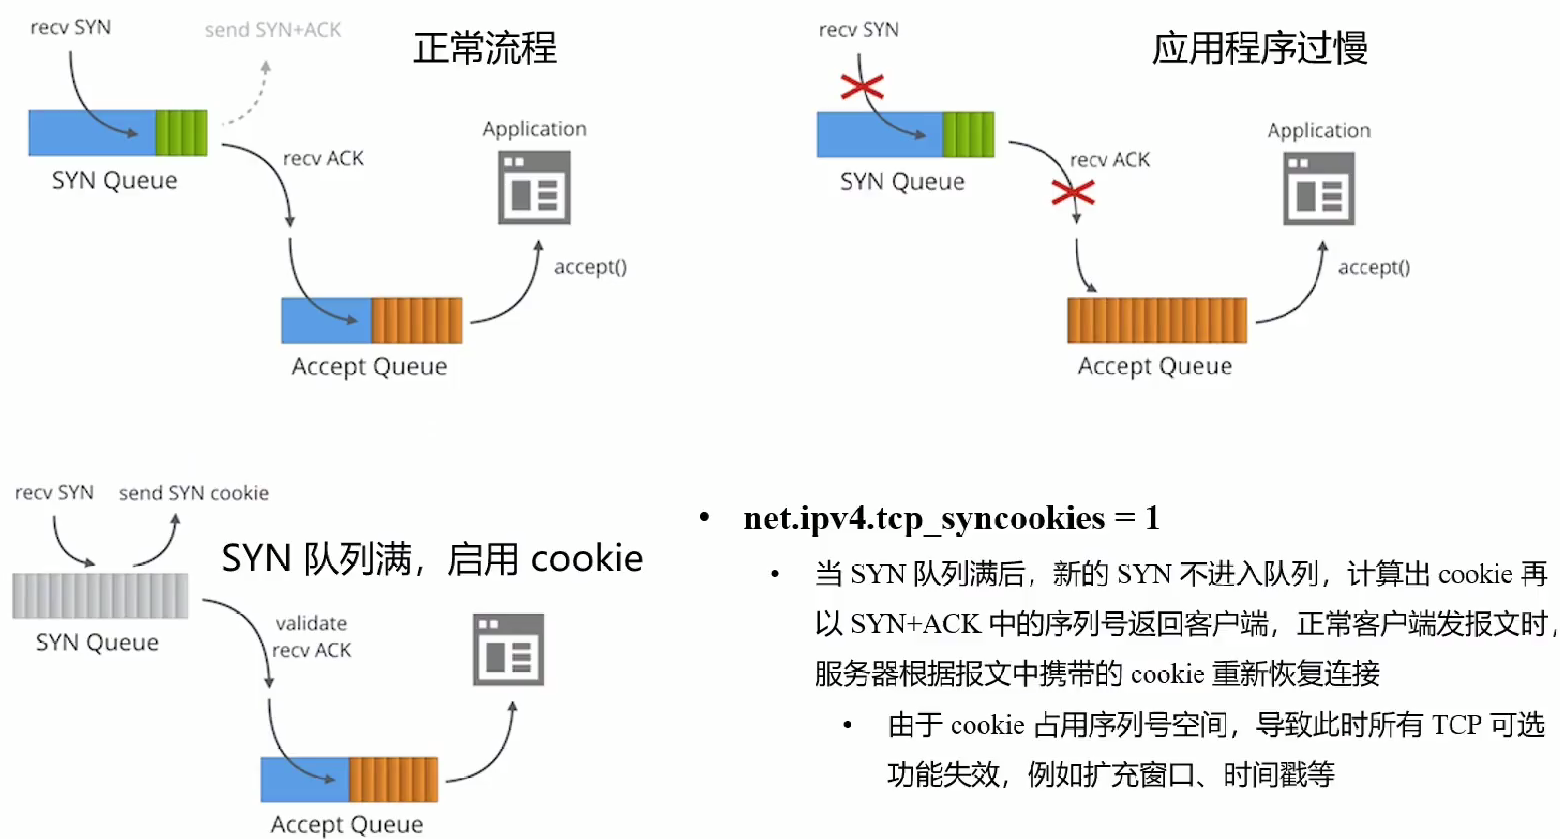 recv SYN
send SYN+ACK
正常流程
SYN Queue
recv ACK
Application
accept()
Accept Queue
recv SYN
应用程序过慢
SYN Queue
recv ACK
Application
accept()
Accept Queue
recv SYN
send SYN cookie
SYN 队列满，启用 cookie
SYN Queue
validate
recv ACK
Accept Queue
• net.ipv4.tcp_syncookies = 1
• 当 SYN 队列满后，新的 SYN 不进入队列，计算出 cookie 再
以 SYN+ACK 中的序列号返回客户端，正常客户端发报文时，
服务器根据报文中携带的 cookie 重新恢复连接
• 由于 cookie 占用序列号空间，导致此时所有 TCP 可选
功能失效，例如扩充窗口、时间戳等